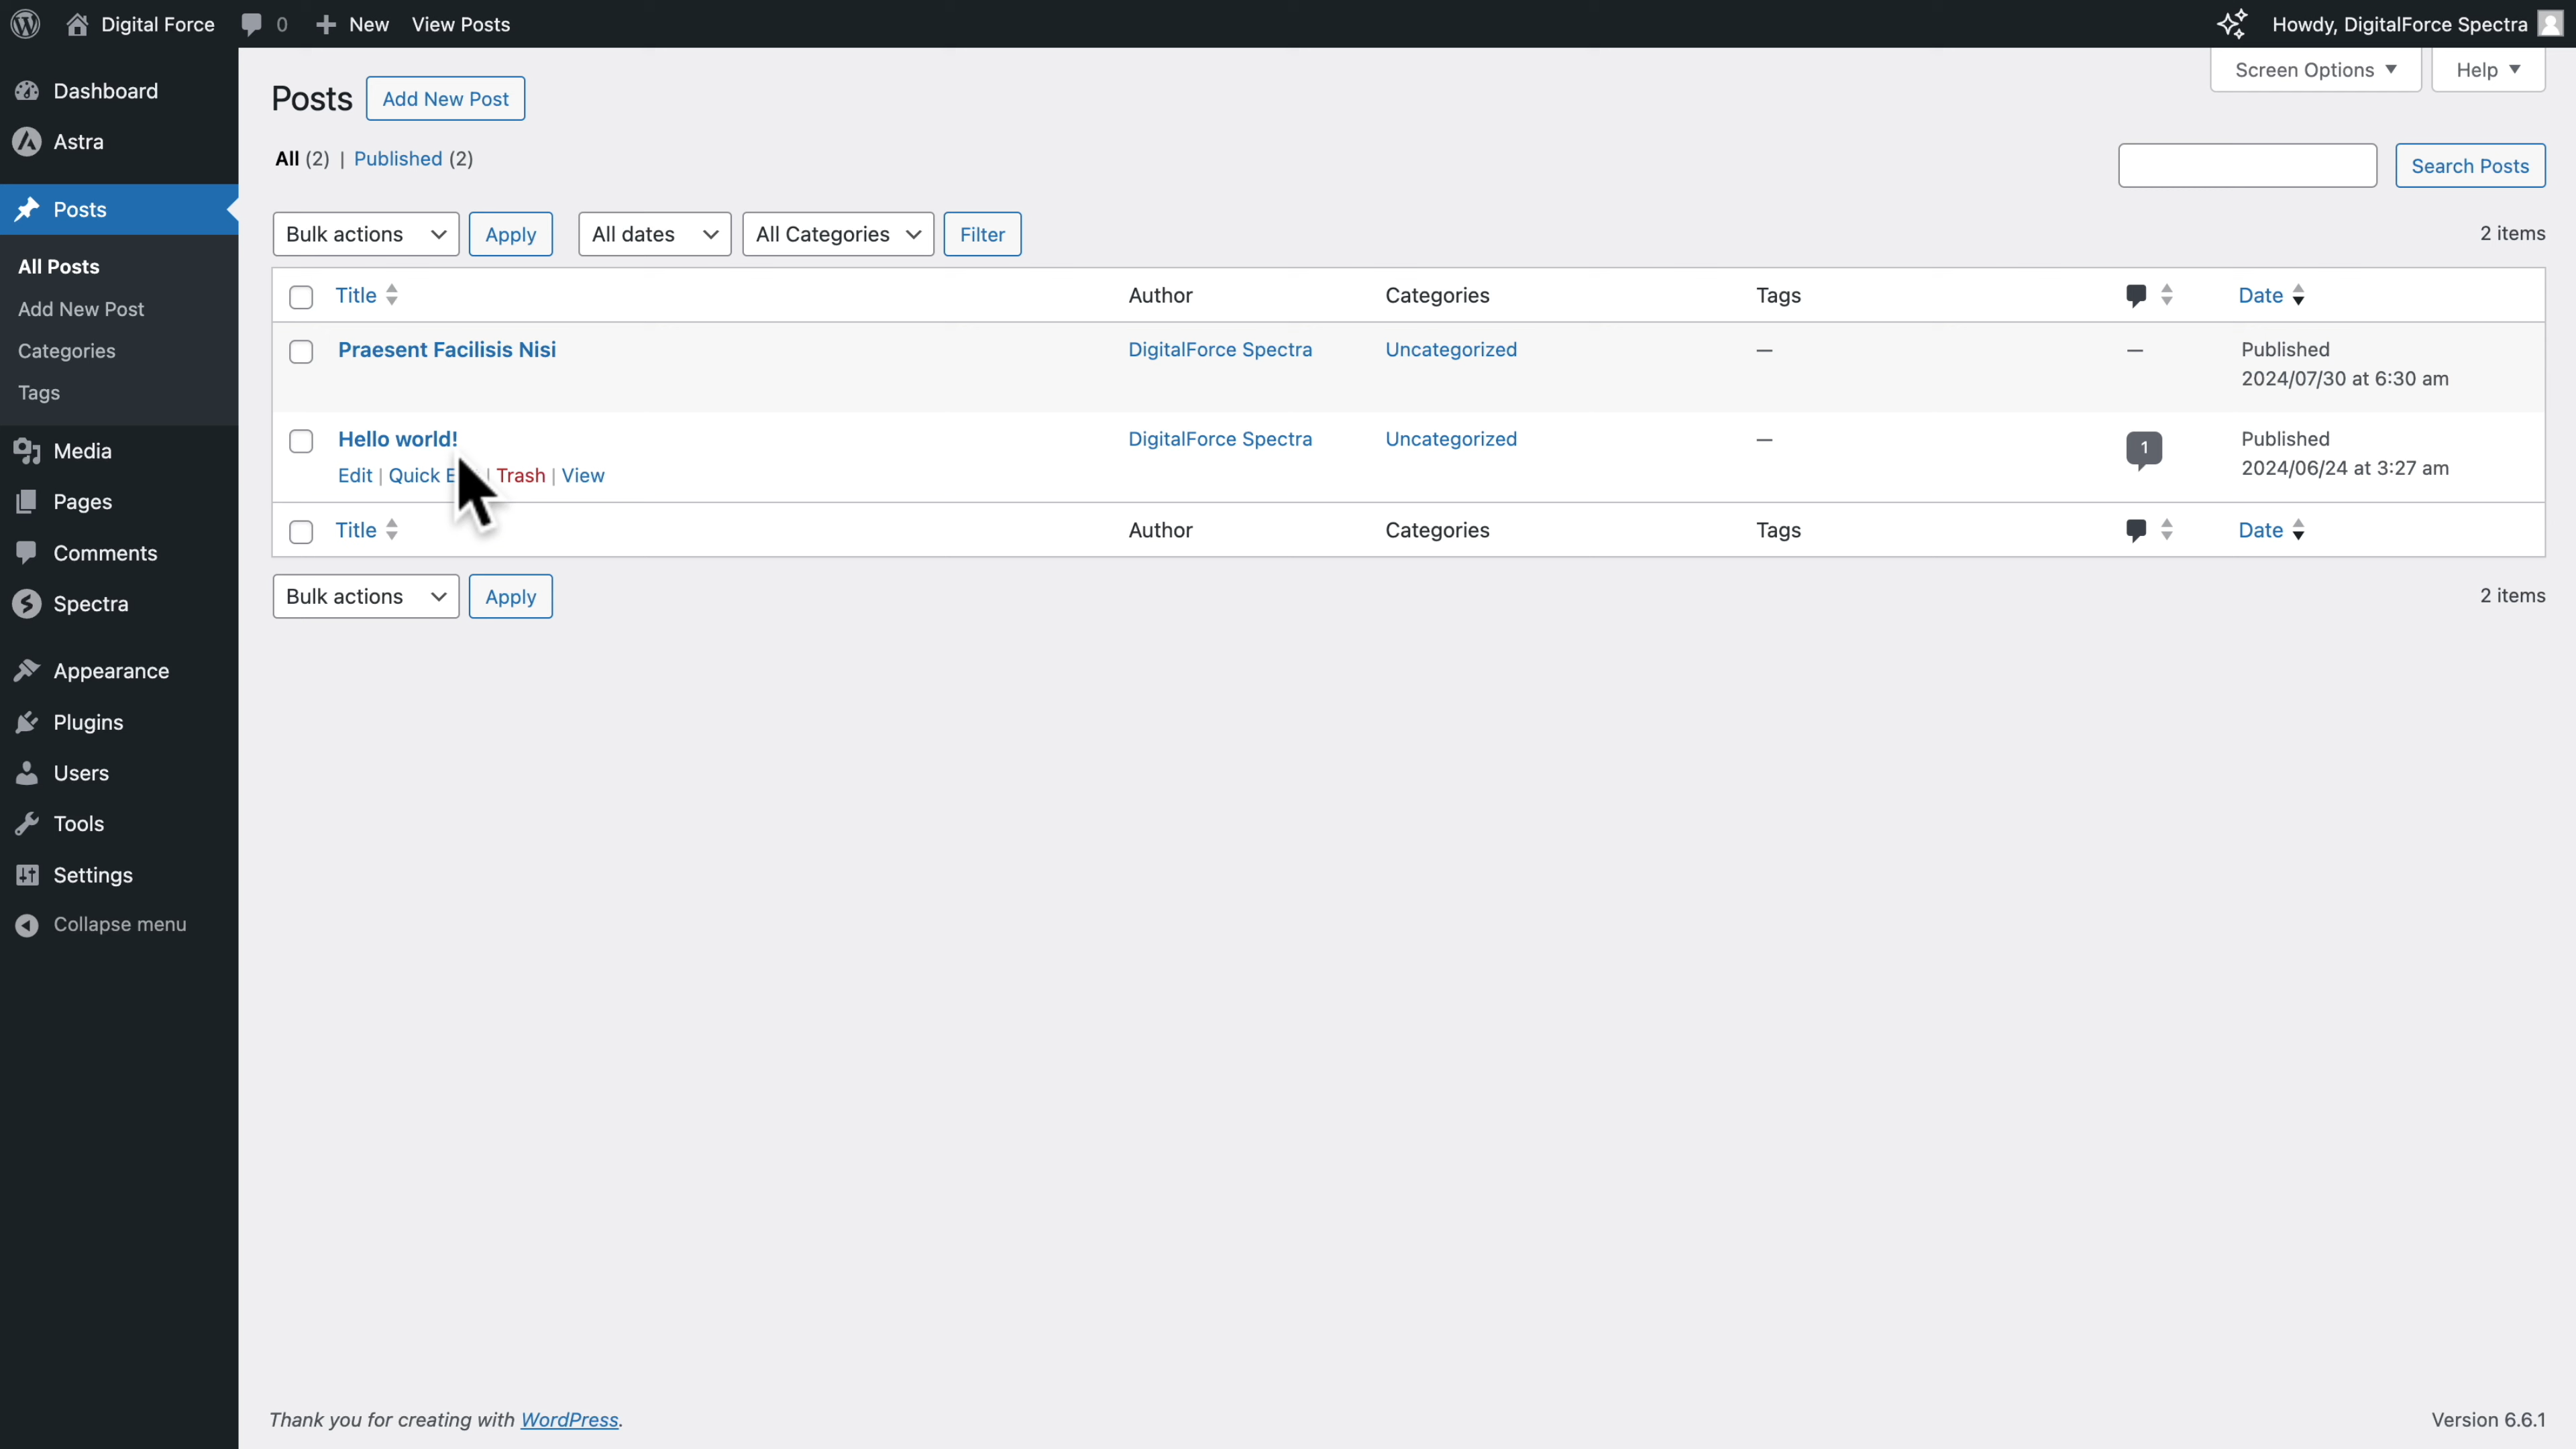 Digital Force 0 New View Posts Howdy, DigitalForce Spectra
Dashboard
Astra
Posts
All Posts
Add New Post
Categories
Tags
Media
Pages
Comments
Spectra
Appearance
Plugins
Users
Tools
Settings
Collapse menu
Screen Options Help
Posts Add New Post
All (2) | Published (2)
Search Posts
Bulk actions Apply All dates All Categories Filter 2 items
Title Author Categories Tags Date
Praesent Facilisis Nisi DigitalForce Spectra Uncategorized — — Published
2024/07/30 at 6:30 am
Hello world! DigitalForce Spectra Uncategorized — 1 Published
Edit | Quick | Trash | View 2024/06/24 at 3:27 am
Title Author Categories Tags Date
Bulk actions Apply 2 items
Thank you for creating with WordPress. Version 6.6.1